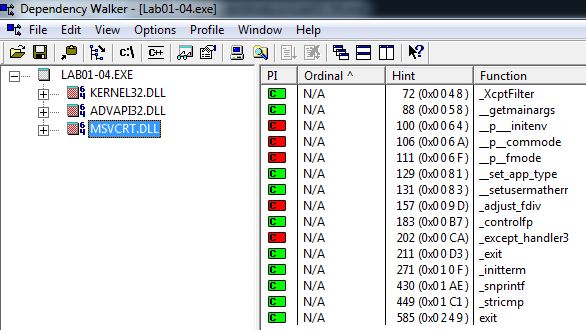 Dependency Walker - [Lab01-04.exe]
File Edit View Options Profile Window Help
c:\
LAB01-04.EXE
KERNEL32.DLL
ADVAPI32.DLL
MSVCRT.DLL
PI Ordinal ^ Hint Function
C N/A 72 (0x0048) _XcptFilter
C N/A 88 (0x0058) __getmainargs
C N/A 100 (0x0064) __p___initenv
C N/A 106 (0x006A) __p__commode
C N/A 111 (0x006F) __p__fmode
C N/A 129 (0x0081) __set_app_type
C N/A 131 (0x0083) __setusermatherr
C N/A 157 (0x009D) _adjust_fdiv
C N/A 183 (0x00B7) _controlfp
C N/A 202 (0x00CA) _except_handler3
C N/A 211 (0x00D3) _exit
C N/A 271 (0x010F) _initterm
C N/A 430 (0x01AE) _snprintf
C N/A 449 (0x01C1) _stricmp
C N/A 585 (0x0249) exit